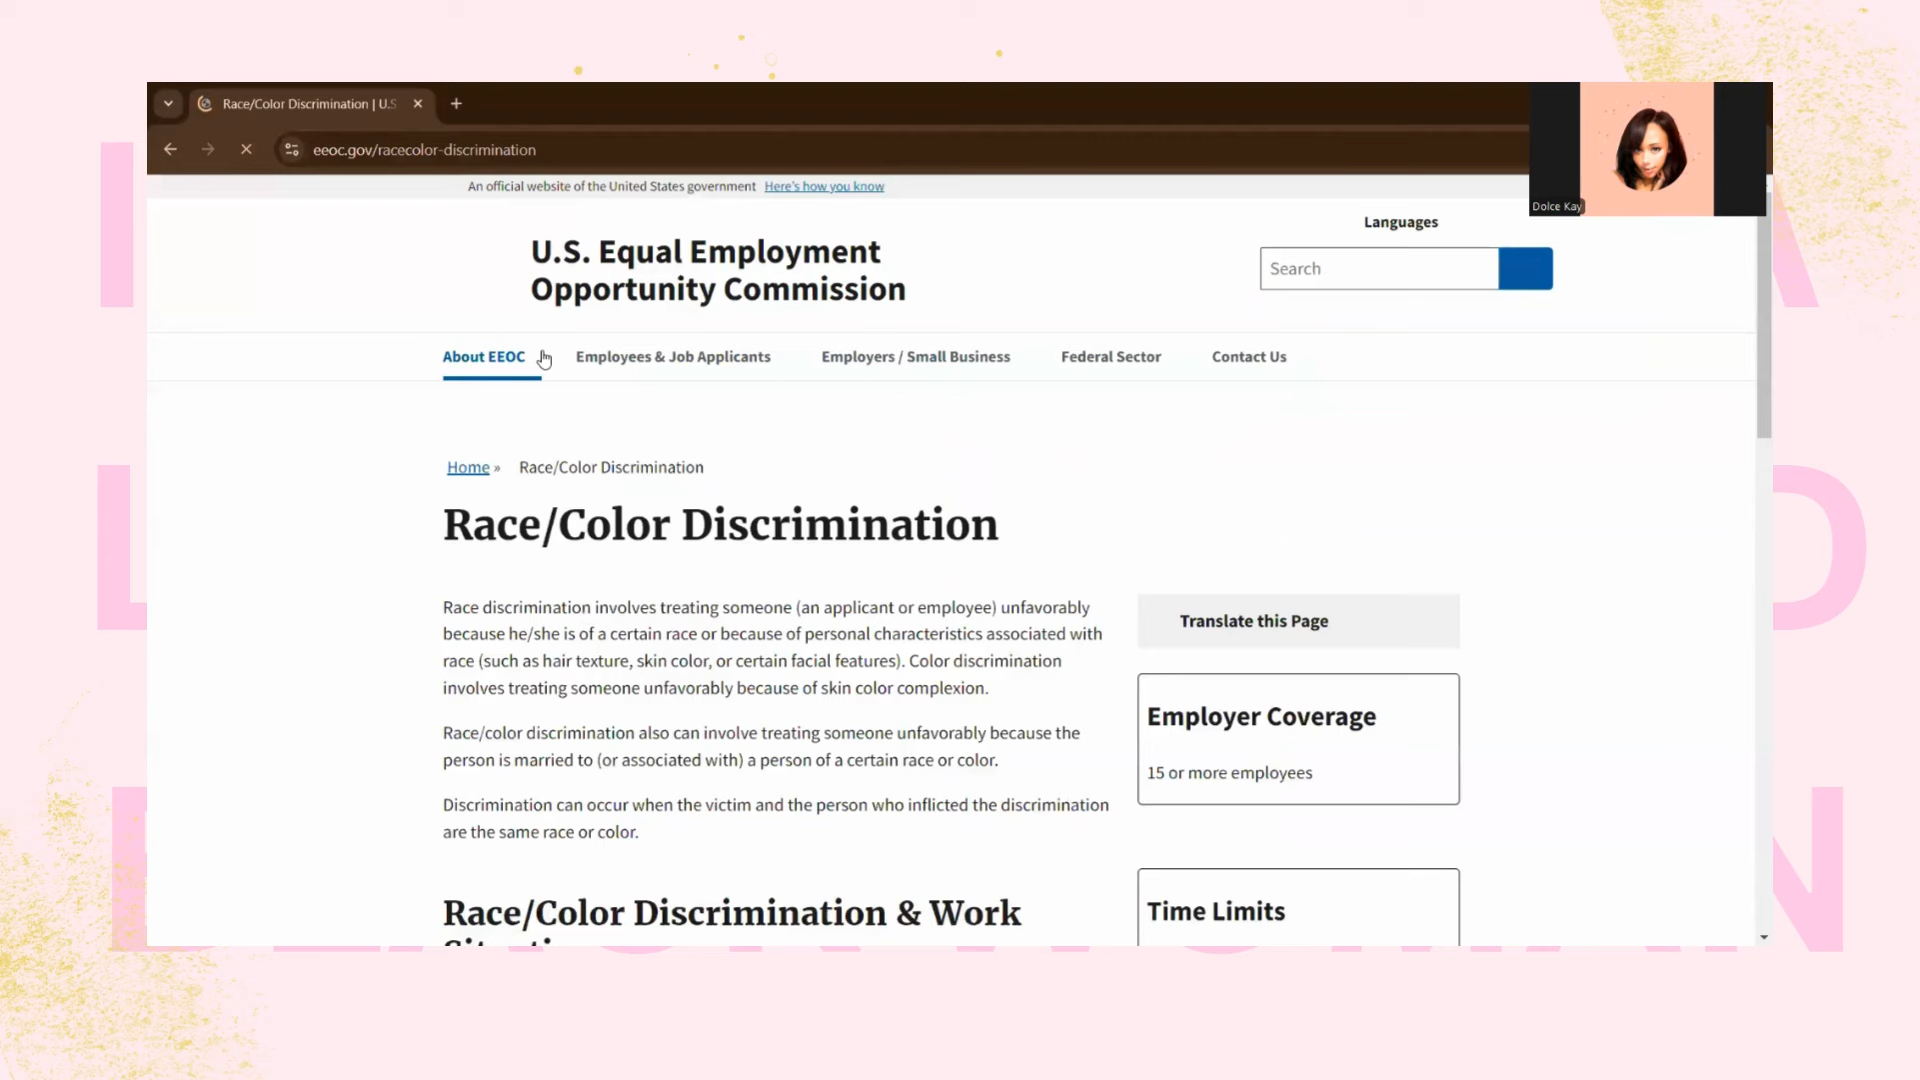 Race/Color Discrimination | U.S
eeoc.gov/racecolor-discrimination
Dolce Kay
An official website of the United States government Here's how you know
Languages
U.S. Equal Employment
Opportunity Commission
Search
About EEOC Employees & Job Applicants Employers / Small Business Federal Sector Contact Us
Home » Race/Color Discrimination
Race/Color Discrimination
Race discrimination involves treating someone (an applicant or employee) unfavorably
because he/she is of a certain race or because of personal characteristics associated with
race (such as hair texture, skin color, or certain facial features). Color discrimination
involves treating someone unfavorably because of skin color complexion.
Race/color discrimination also can involve treating someone unfavorably because the
person is married to (or associated with) a person of a certain race or color.
Discrimination can occur when the victim and the person who inflicted the discrimination
are the same race or color.
Race/Color Discrimination & Work
Translate this Page
Employer Coverage
15 or more employees
Time Limits